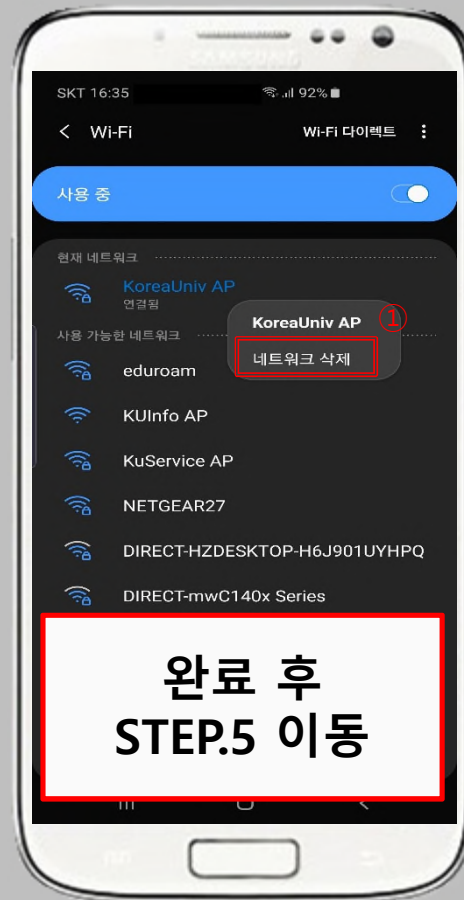 SAMSUNG
SKT 16:35 92%
< Wi-Fi Wi-Fi 다이렉트
사용 중
현재 네트워크
KoreaUniv AP
연결됨
사용 가능한 네트워크
KoreaUniv AP ①
네트워크 삭제
eduroam
KUInfo AP
KuService AP
NETGEAR27
DIRECT-HZDESKTOP-H6J901UYHPQ
DIRECT-mwC140x Series
완료 후
STEP.5 이동